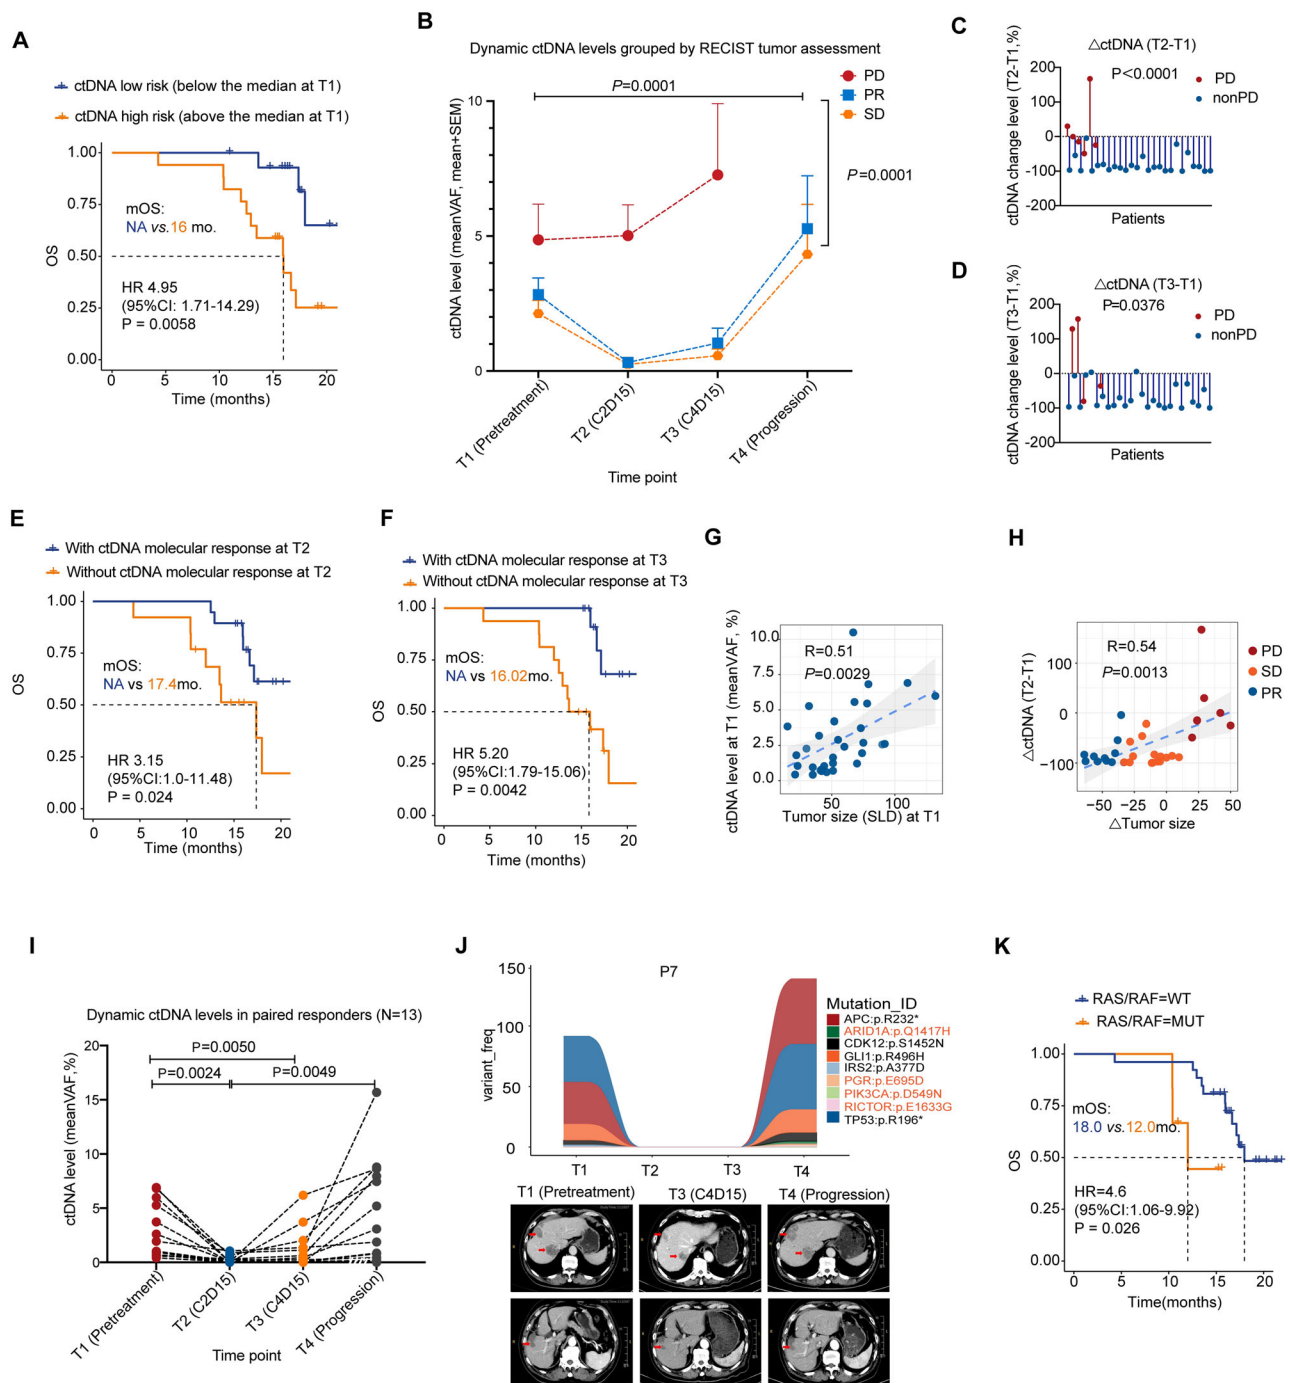 A
ctDNA low risk (below the median at T1)
ctDNA high risk (above the median at T1)
1.00
0.75
0.50
0.25
0.00
OS
mOS:
NA vs.16 mo.
HR 4.95
(95%CI: 1.71-14.29)
P = 0.0058
0 5 10 15 20
Time (months)
B
Dynamic ctDNA levels grouped by RECIST tumor assessment
PD
PR
SD
P=0.0001
P=0.0001
ctDNA level (meanVAF, mean+SEM)
10
5
0
T1 (Pretreatment)
T2 (C2D15)
T3 (C4D15)
T4 (Progression)
Time point
C
△ctDNA (T2-T1)
P<0.0001
PD
nonPD
ctDNA change level (T2-T1,%)
200
100
0
-100
-200
Patients
D
△ctDNA (T3-T1)
P=0.0376
PD
nonPD
ctDNA change level (T3-T1,%)
200
100
0
-100
-200
Patients
E
With ctDNA molecular response at T2
Without ctDNA molecular response at T2
1.00
0.75
0.50
0.25
0.00
OS
mOS:
NA vs 17.4mo.
HR 3.15
(95%CI:1.0-11.48)
P = 0.024
0 5 10 15 20
Time (months)
F
With ctDNA molecular response at T3
Without ctDNA molecular response at T3
1.00
0.75
0.50
0.25
0.00
OS
mOS:
NA vs 16.02mo.
HR 5.20
(95%CI:1.79-15.06)
P = 0.0042
0 5 10 15 20
Time (months)
G
ctDNA level at T1 (meanVAF, %)
10.0
7.5
5.0
2.5
0.0
R=0.51
P=0.0029
50 100
Tumor size (SLD) at T1
H
△ctDNA (T2-T1)
100
0
−100
R=0.54
P=0.0013
PD
SD
PR
−50 −25 0 25 50
△Tumor size
I
Dynamic ctDNA levels in paired responders (N=13)
ctDNA level (meanVAF,%)
20
15
10
5
0
P=0.0050
P=0.0024
P=0.0049
T1 (Pretreatment)
T2 (C2D15)
T3 (C4D15)
T4 (Progression)
Time point
J
P7
variant_freq
150
100
50
0
T1 T2 T3 T4
Mutation_ID
APC:p.R232*
ARID1A:p.Q1417H
CDK12:p.S1452N
GLI1:p.R496H
IRS2:p.A377D
PGR:p.E695D
PIK3CA:p.D549N
RICTOR:p.E1633G
TP53:p.R196*
T1 (Pretreatment)
T3 (C4D15)
T4 (Progression)
K
RAS/RAF=WT
RAS/RAF=MUT
1.00
0.75
0.50
0.25
0.00
OS
mOS:
18.0 vs.12.0mo.
HR=4.6
(95%CI:1.06-9.92)
P = 0.026
0 5 10 15 20
Time(months)